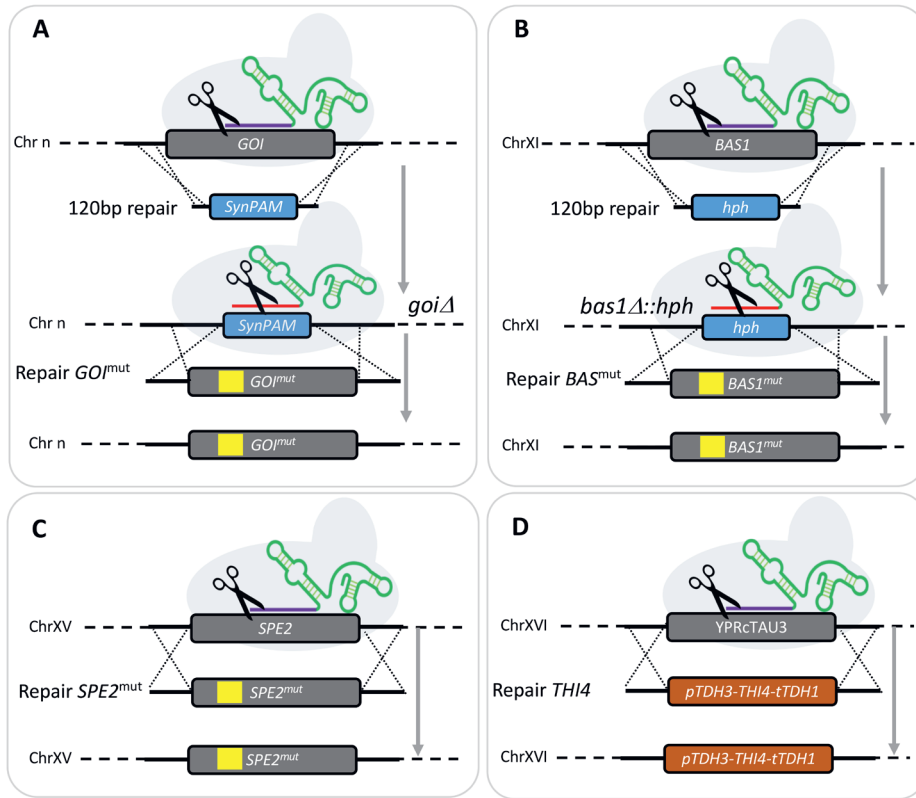 A
Chr n
GOI
120bp repair
SynPAM
goiΔ
Chr n
SynPAM
Repair GOImut
GOImut
Chr n
GOImut
B
ChrXI
BAS1
120bp repair
hph
bas1Δ::hph
ChrXI
hph
Repair BASmut
BAS1mut
ChrXI
BAS1mut
C
ChrXV
SPE2
Repair SPE2mut
SPE2mut
ChrXV
SPE2mut
D
ChrXVI
YPRcTAU3
Repair THI4
pTDH3-THI4-tTDH1
ChrXVI
pTDH3-THI4-tTDH1